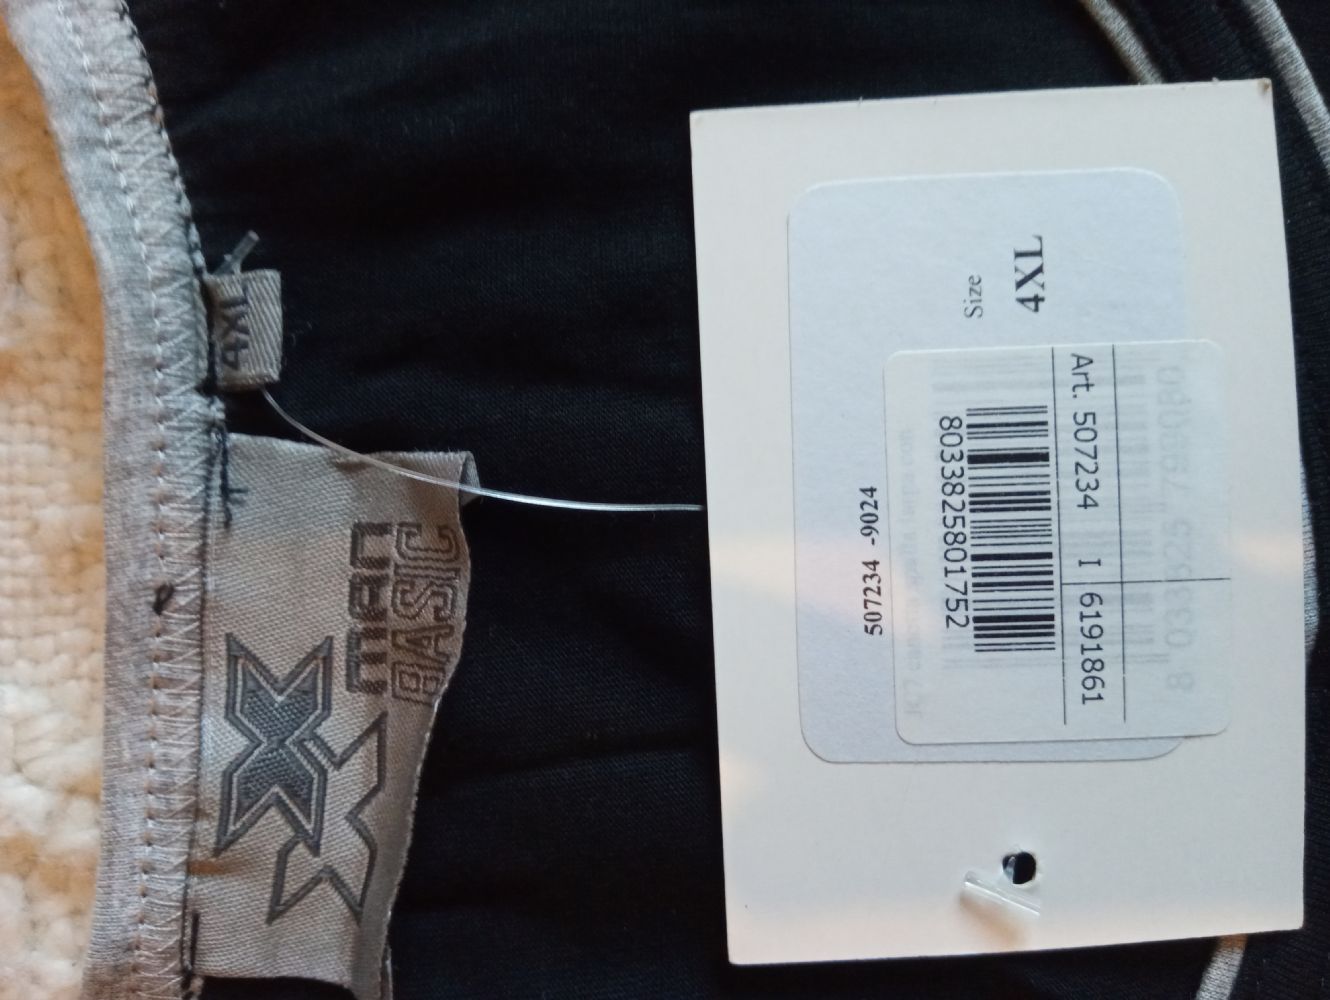 4XL
man
BASIC
Size
4XL
507234 -9024
8033825801752
Art. 507234 I 6191861